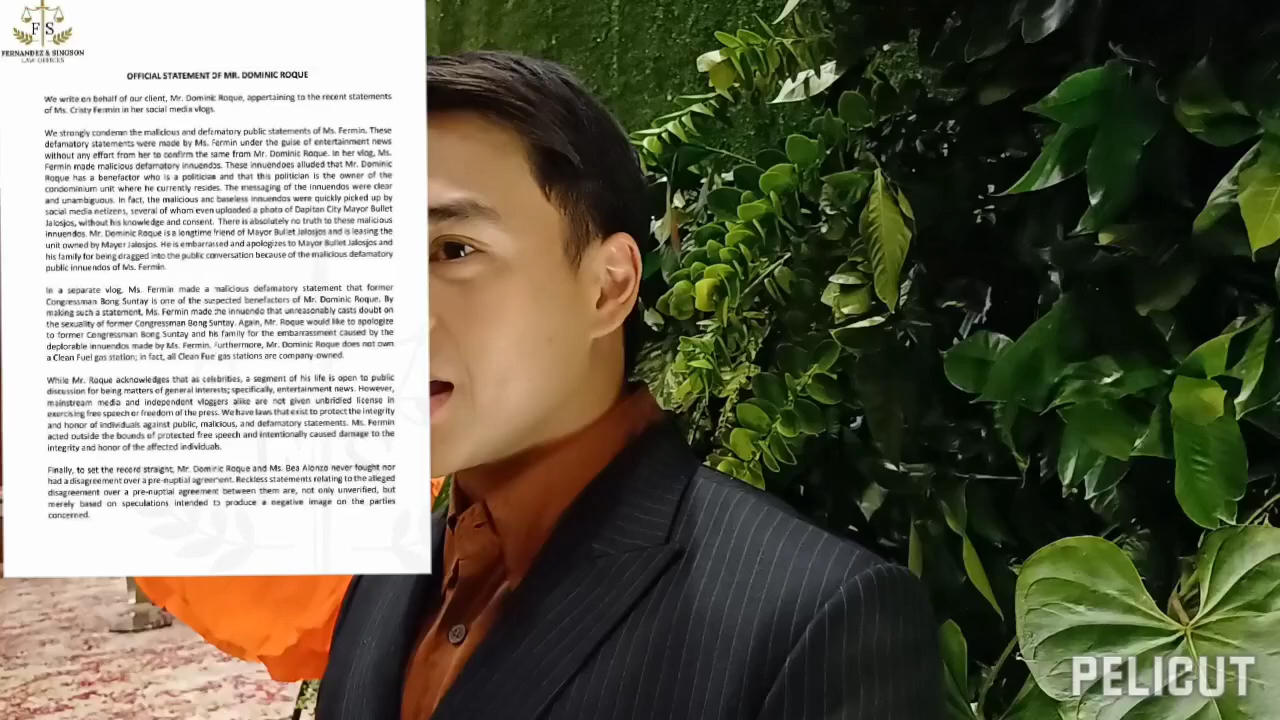 F S
FERNANDEZ & SINGSON
LAW OFFICES
OFFICIAL STATEMENT OF MR. DOMINIC ROQUE
We write on behalf of our client, Mr. Dominic Roque, appertaining to the recent statements
of Ms. Cristy Fermin in her social media vlogs.
We strongly condemn the malicious and defamatory public statements of Ms. Fermin. These
defamatory statements were made by Ms. Fermin under the guise of entertainment news
without any effort from her to confirm the same from Mr. Dominic Roque. In her vlog, Ms.
Fermin made malicious defamatory innuendos. These innuendoes alluded that Mr. Dominic
Roque has a benefactor who is a politician and that this politician is the owner of the
condominium unit where he currently resides. The messaging of the innuendos were clear
and unambiguous. In fact, the malicious and baseless innuendos were quickly picked up by
social media netizens, several of whom even uploaded a photo of Dapitan City Mayor Bullet
Jalosjos, without his knowledge and consent. There is absolutely no truth to these malicious
innuendos. Mr. Dominic Roque is a longtime friend of Mayor Bullet Jalosjos and is leasing the
unit owned by Mayor Jalosjos. He is embarrassed and apologizes to Mayor Bullet Jalosjos and
his family for being dragged into the public conversation because of the malicious defamatory
public innuendos of Ms. Fermin.
In a separate vlog, Ms. Fermin made a malicious defamatory statement that former
Congressman Bong Suntay is one of the suspected benefactors of Mr. Dominic Roque. By
making such a statement, Ms. Fermin made the innuendo that unreasonably casts doubt on
the sexuality of former Congressman Bong Suntay. Again, Mr. Roque would like to apologize
to former Congressman Bong Suntay and his family for the embarrassment caused by the
deplorable innuendos made by Ms. Fermin. Furthermore, Mr. Dominic Roque does not own
a Clean Fuel gas station; in fact, all Clean Fuel gas stations are company-owned.
While Mr. Roque acknowledges that as celebrities, a segment of his life is open to public
discussion for being matters of general interests; specifically, entertainment news. However,
mainstream media and independent vloggers alike are not given unbridled license in
exercising free speech or freedom of the press. We have laws that exist to protect the integrity
and honor of individuals against public, malicious, and defamatory statements. Ms. Fermin
acted outside the bounds of protected free speech and intentionally caused damage to the
integrity and honor of the affected individuals.
Finally, to set the record straight, Mr. Dominic Roque and Ms. Bea Alonzo never fought nor
had a disagreement over a pre-nuptial agreement. Reckless statements relating to the alleged
disagreement over a pre-nuptial agreement between them are, not only unverified, but
merely based on speculations intended to produce a negative image on the parties
concerned.
PELICUT